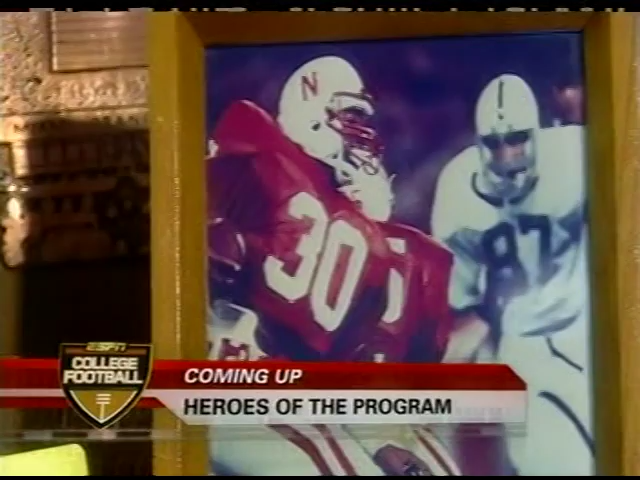 N
30
87
ESPN
COLLEGE
FOOTBALL
COMING UP
HEROES OF THE PROGRAM